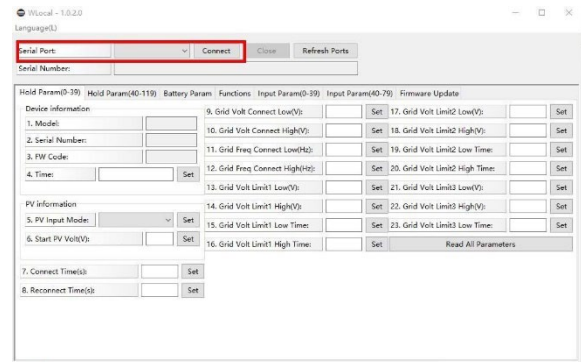 WLocal - 1.0.2.0
Language(L)
Serial Port: Connect Close Refresh Ports
Serial Number:
Hold Param(0-39) Hold Param(40-119) Battery Param Functions Input Param(0-39) Input Param(40-79) Firmware Update
Device information
1. Model:
2. Serial Number:
3. FW Code:
4. Time: Set
PV information
5. PV Input Mode: Set
6. Start PV Volt(V): Set
7. Connect Time(s): Set
8. Reconnect Time(s): Set
9. Grid Volt Connect Low(V): Set
10. Grid Volt Connect High(V): Set
11. Grid Freq Connect Low(Hz): Set
12. Grid Freq Connect High(Hz): Set
13. Grid Volt Limit1 Low(V): Set
14. Grid Volt Limit1 High(V): Set
15. Grid Volt Limit1 Low Time: Set
16. Grid Volt Limit1 High Time: Set
17. Grid Volt Limit2 Low(V): Set
18. Grid Volt Limit2 High(V): Set
19. Grid Volt Limit2 Low Time: Set
20. Grid Volt Limit2 High Time: Set
21. Grid Volt Limit3 Low(V): Set
22. Grid Volt Limit3 High(V): Set
23. Grid Volt Limit3 Low Time: Set
Read All Parameters